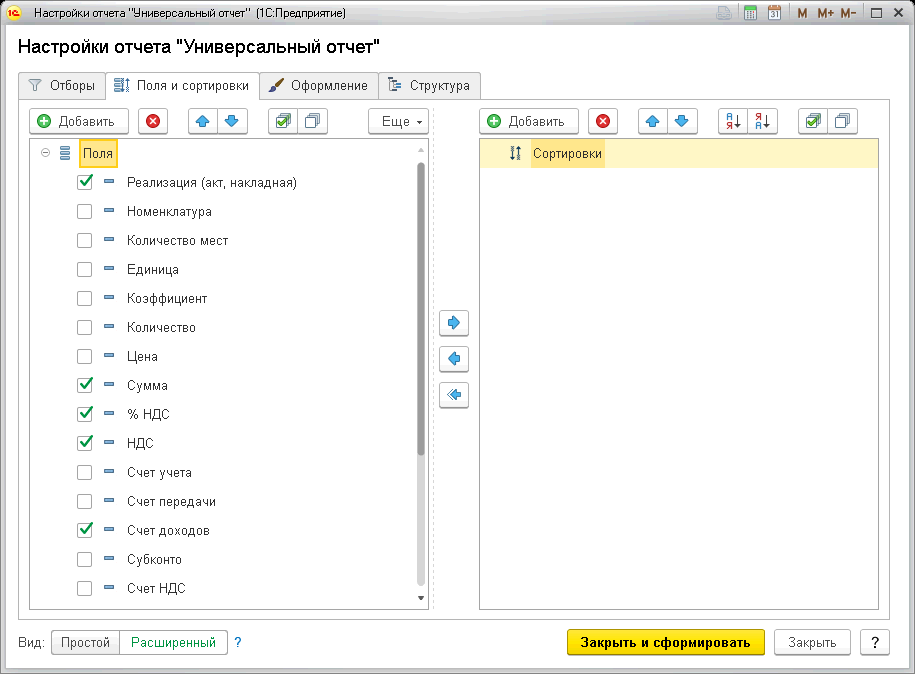 Настройки отчета "Универсальный отчет" (1С:Предприятие)
31 M M+ M-
Настройки отчета "Универсальный отчет"
Отборы Поля и сортировки Оформление Структура
Добавить Еще Добавить
Поля Сортировки
Реализация (акт, накладная)
Номенклатура
Количество мест
Единица
Коэффициент
Количество
Цена
Сумма
% НДС
НДС
Счет учета
Счет передачи
Счет доходов
Субконто
Счет НДС
Вид: Простой Расширенный ? Закрыть и сформировать Закрыть ?